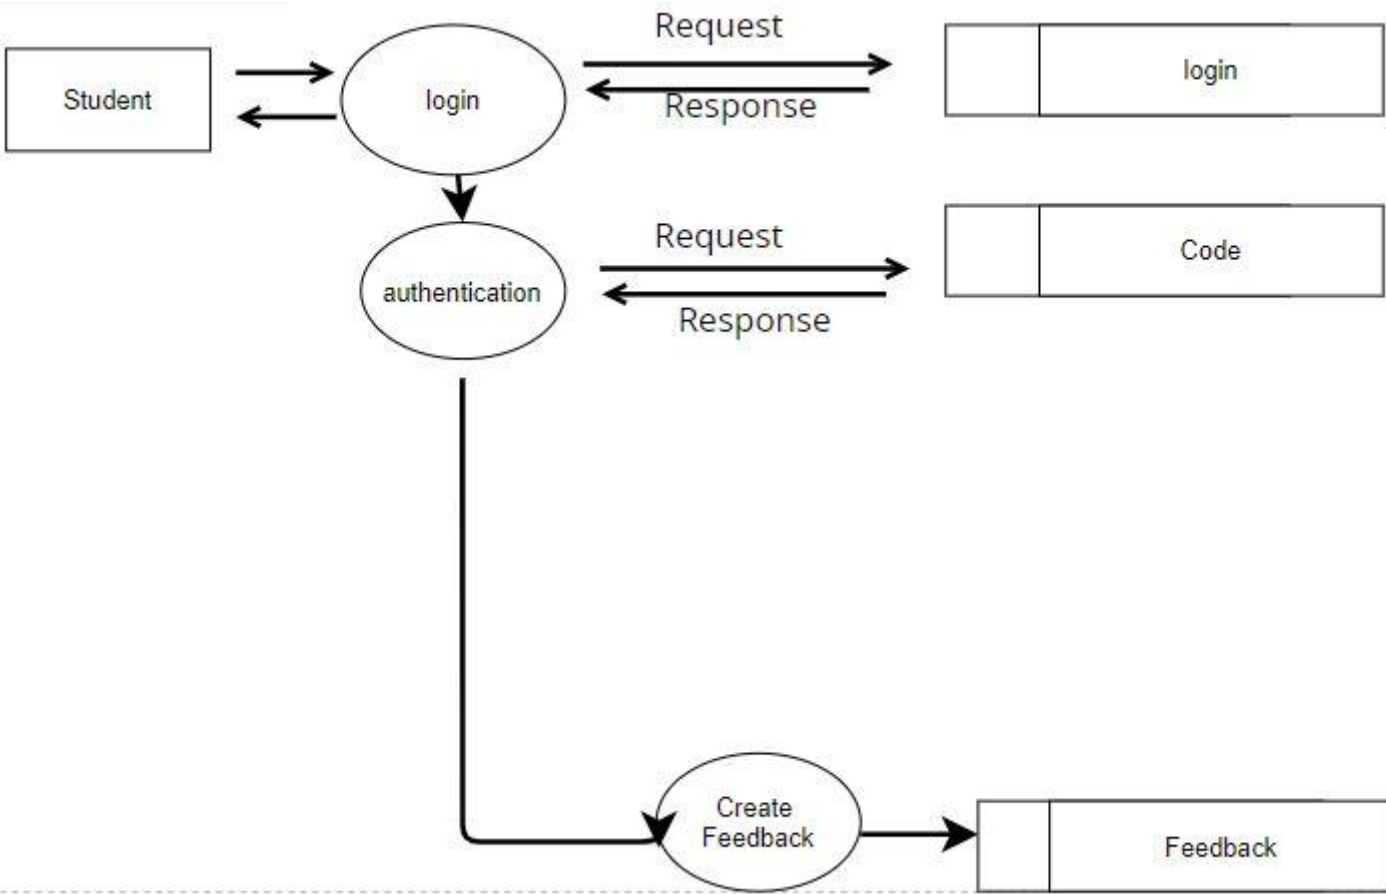 Request
Student
login
login
Response
Request
Code
authentication
Response
Create
Feedback
Feedback